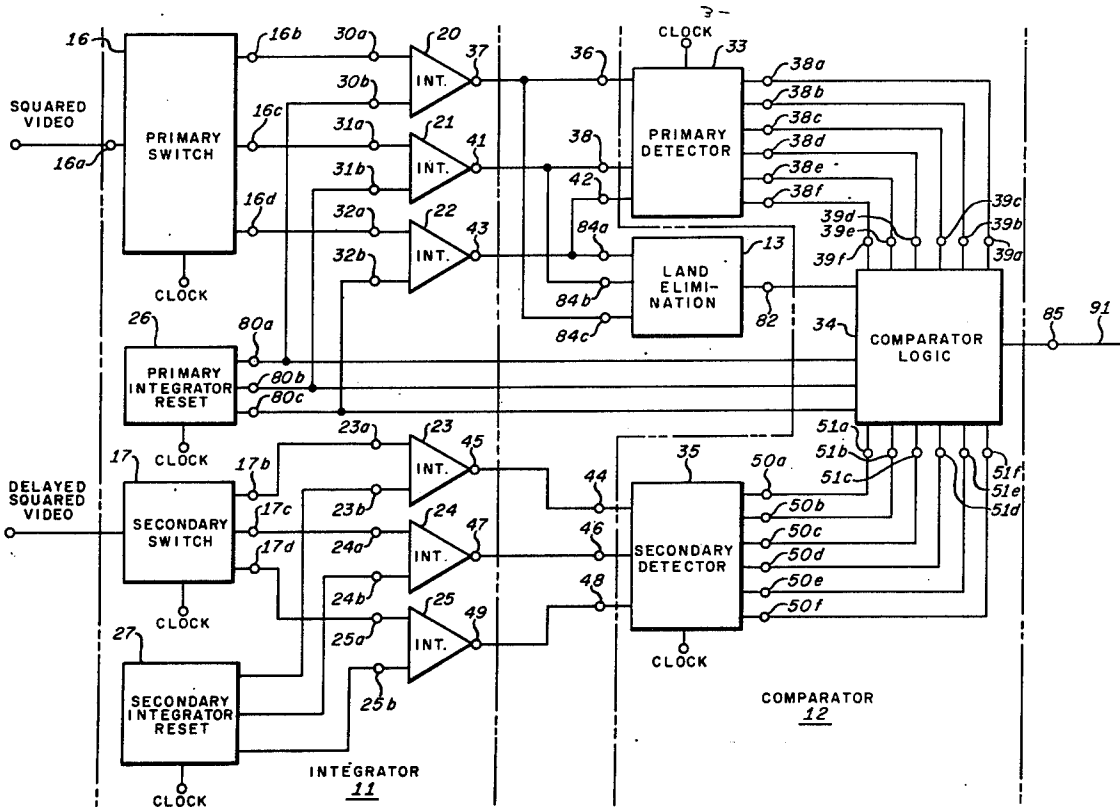 3-
CLOCK
16
16b
30a
20
37
36
33
38a
INT.
30b
38b
SQUARED
VIDEO
16c
31a
21
41
38
38c
PRIMARY
SWITCH
PRIMARY
DETECTOR
38d
16a
INT.
31b
42
38e
16d
32a
22
43
84a
38f
39d
39c
39e
39b
13
39f
39a
INT.
32b
LAND
ELIMI-
NATION
CLOCK
84b
82
26
80a
84c
34
85
91
COMPARATOR
LOGIC
PRIMARY
INTEGRATOR
RESET
80b
80c
CLOCK
23a
23
45
51a
51f
17
17b
INT.
35
50a
51b
51e
DELAYED
SQUARED
VIDEO
44
51c
51d
23b
50b
SECONDARY
SWITCH
17c
24
47
50c
24a
46
SECONDARY
DETECTOR
17d
INT.
50d
24b
48
50e
CLOCK
25
49
50f
27
25a
INT.
CLOCK
SECONDARY
INTEGRATOR
RESET
25b
COMPARATOR
12
INTEGRATOR
11
CLOCK